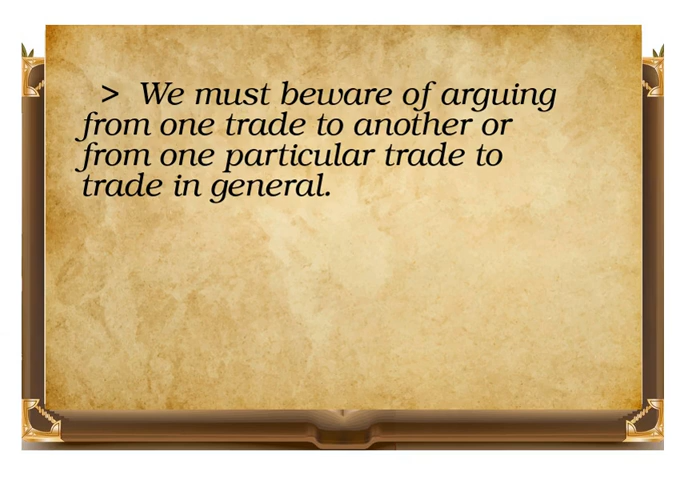 > We must beware of arguing
from one trade to another or
from one particular trade to
trade in general.